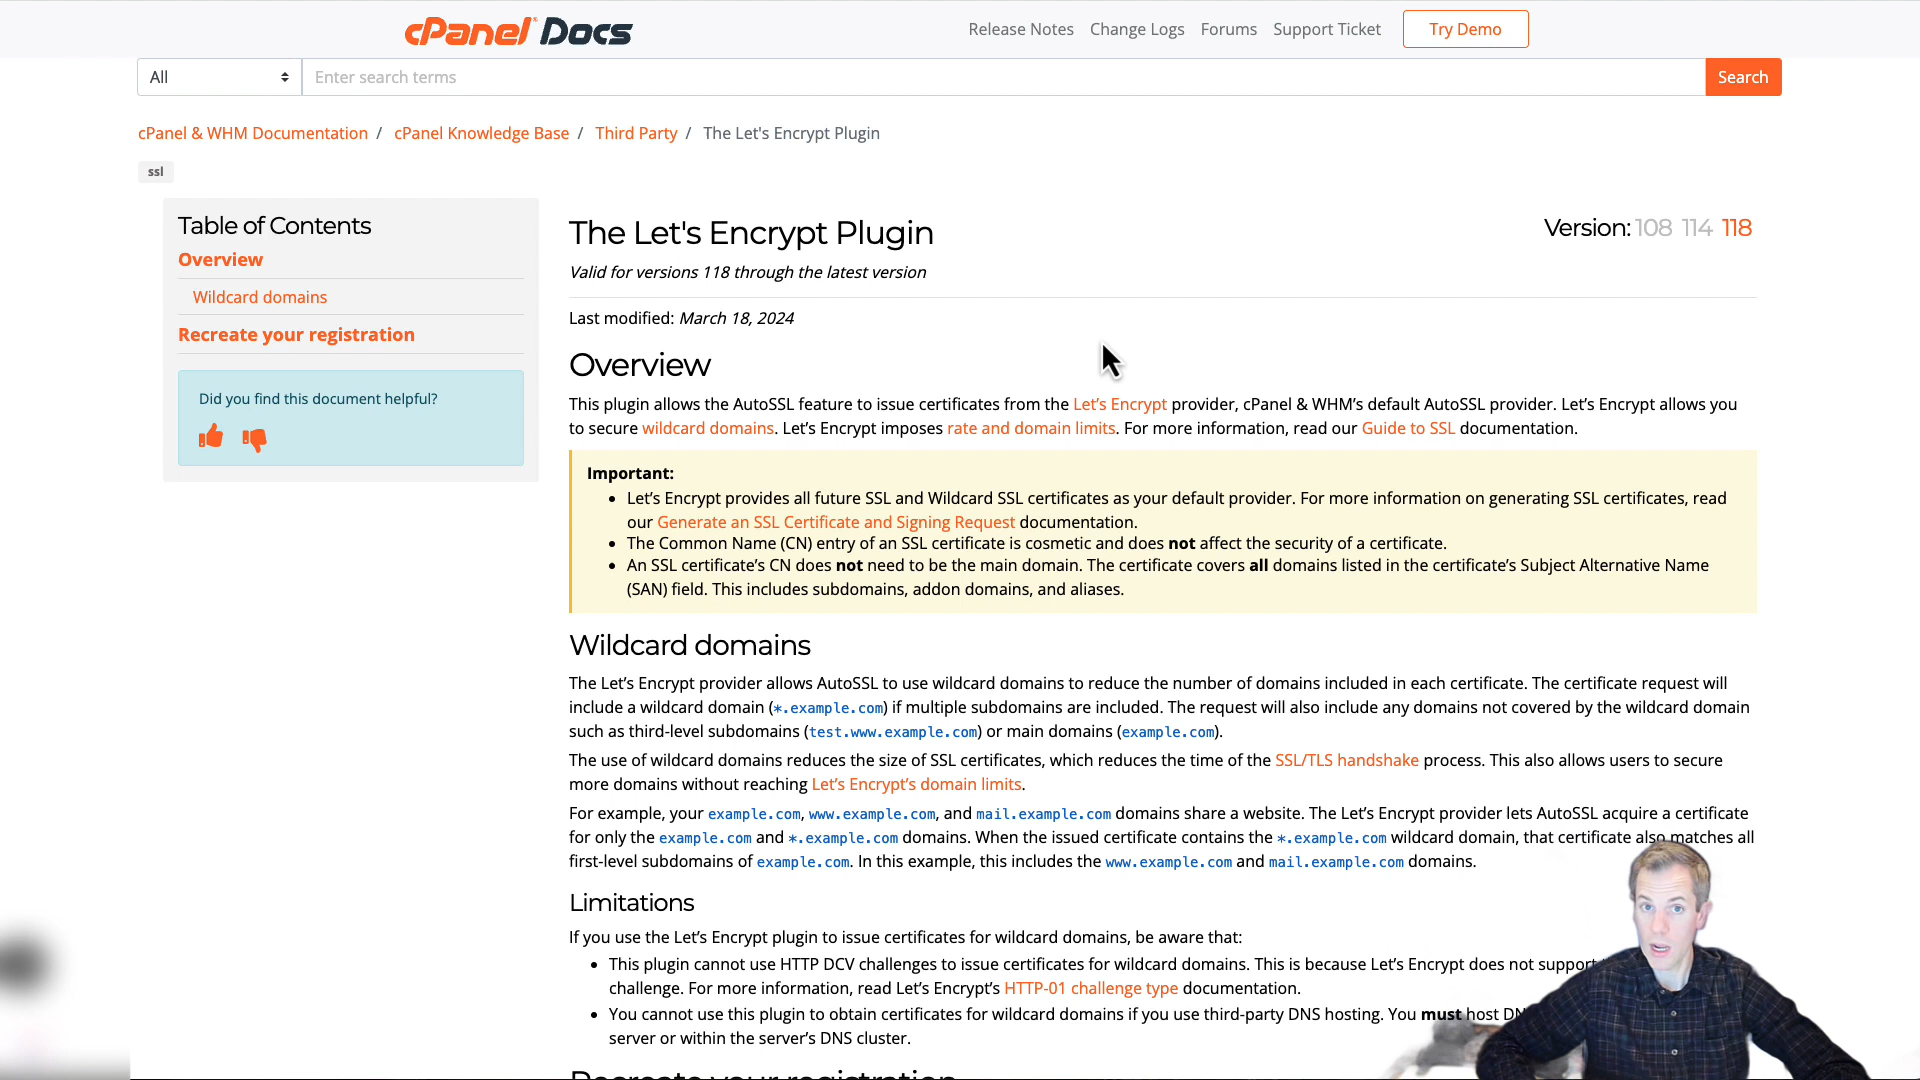 cPanel Docs
Release Notes Change Logs Forums Support Ticket Try Demo
All Enter search terms Search
cPanel & WHM Documentation / cPanel Knowledge Base / Third Party / The Let's Encrypt Plugin
ssl
Table of Contents
Overview
Wildcard domains
Recreate your registration
Did you find this document helpful?
The Let's Encrypt Plugin
Version: 108 114 118
Valid for versions 118 through the latest version
Last modified: March 18, 2024
Overview
This plugin allows the AutoSSL feature to issue certificates from the Let's Encrypt provider, cPanel & WHM's default AutoSSL provider. Let's Encrypt allows you
to secure wildcard domains. Let's Encrypt imposes rate and domain limits. For more information, read our Guide to SSL documentation.
Important:
• Let's Encrypt provides all future SSL and Wildcard SSL certificates as your default provider. For more information on generating SSL certificates, read
our Generate an SSL Certificate and Signing Request documentation.
• The Common Name (CN) entry of an SSL certificate is cosmetic and does not affect the security of a certificate.
• An SSL certificate's CN does not need to be the main domain. The certificate covers all domains listed in the certificate's Subject Alternative Name
(SAN) field. This includes subdomains, addon domains, and aliases.
Wildcard domains
The Let's Encrypt provider allows AutoSSL to use wildcard domains to reduce the number of domains included in each certificate. The certificate request will
include a wildcard domain (*.example.com) if multiple subdomains are included. The request will also include any domains not covered by the wildcard domain
such as third-level subdomains (test.www.example.com) or main domains (example.com).
The use of wildcard domains reduces the size of SSL certificates, which reduces the time of the SSL/TLS handshake process. This also allows users to secure
more domains without reaching Let's Encrypt's domain limits.
For example, your example.com, www.example.com, and mail.example.com domains share a website. The Let's Encrypt provider lets AutoSSL acquire a certificate
for only the example.com and *.example.com domains. When the issued certificate contains the *.example.com wildcard domain, that certificate also matches all
first-level subdomains of example.com. In this example, this includes the www.example.com and mail.example.com domains.
Limitations
If you use the Let's Encrypt plugin to issue certificates for wildcard domains, be aware that:
• This plugin cannot use HTTP DCV challenges to issue certificates for wildcard domains. This is because Let's Encrypt does not support
challenge. For more information, read Let's Encrypt's HTTP-01 challenge type documentation.
• You cannot use this plugin to obtain certificates for wildcard domains if you use third-party DNS hosting. You must host
server or within the server's DNS cluster.
Recreate your registration